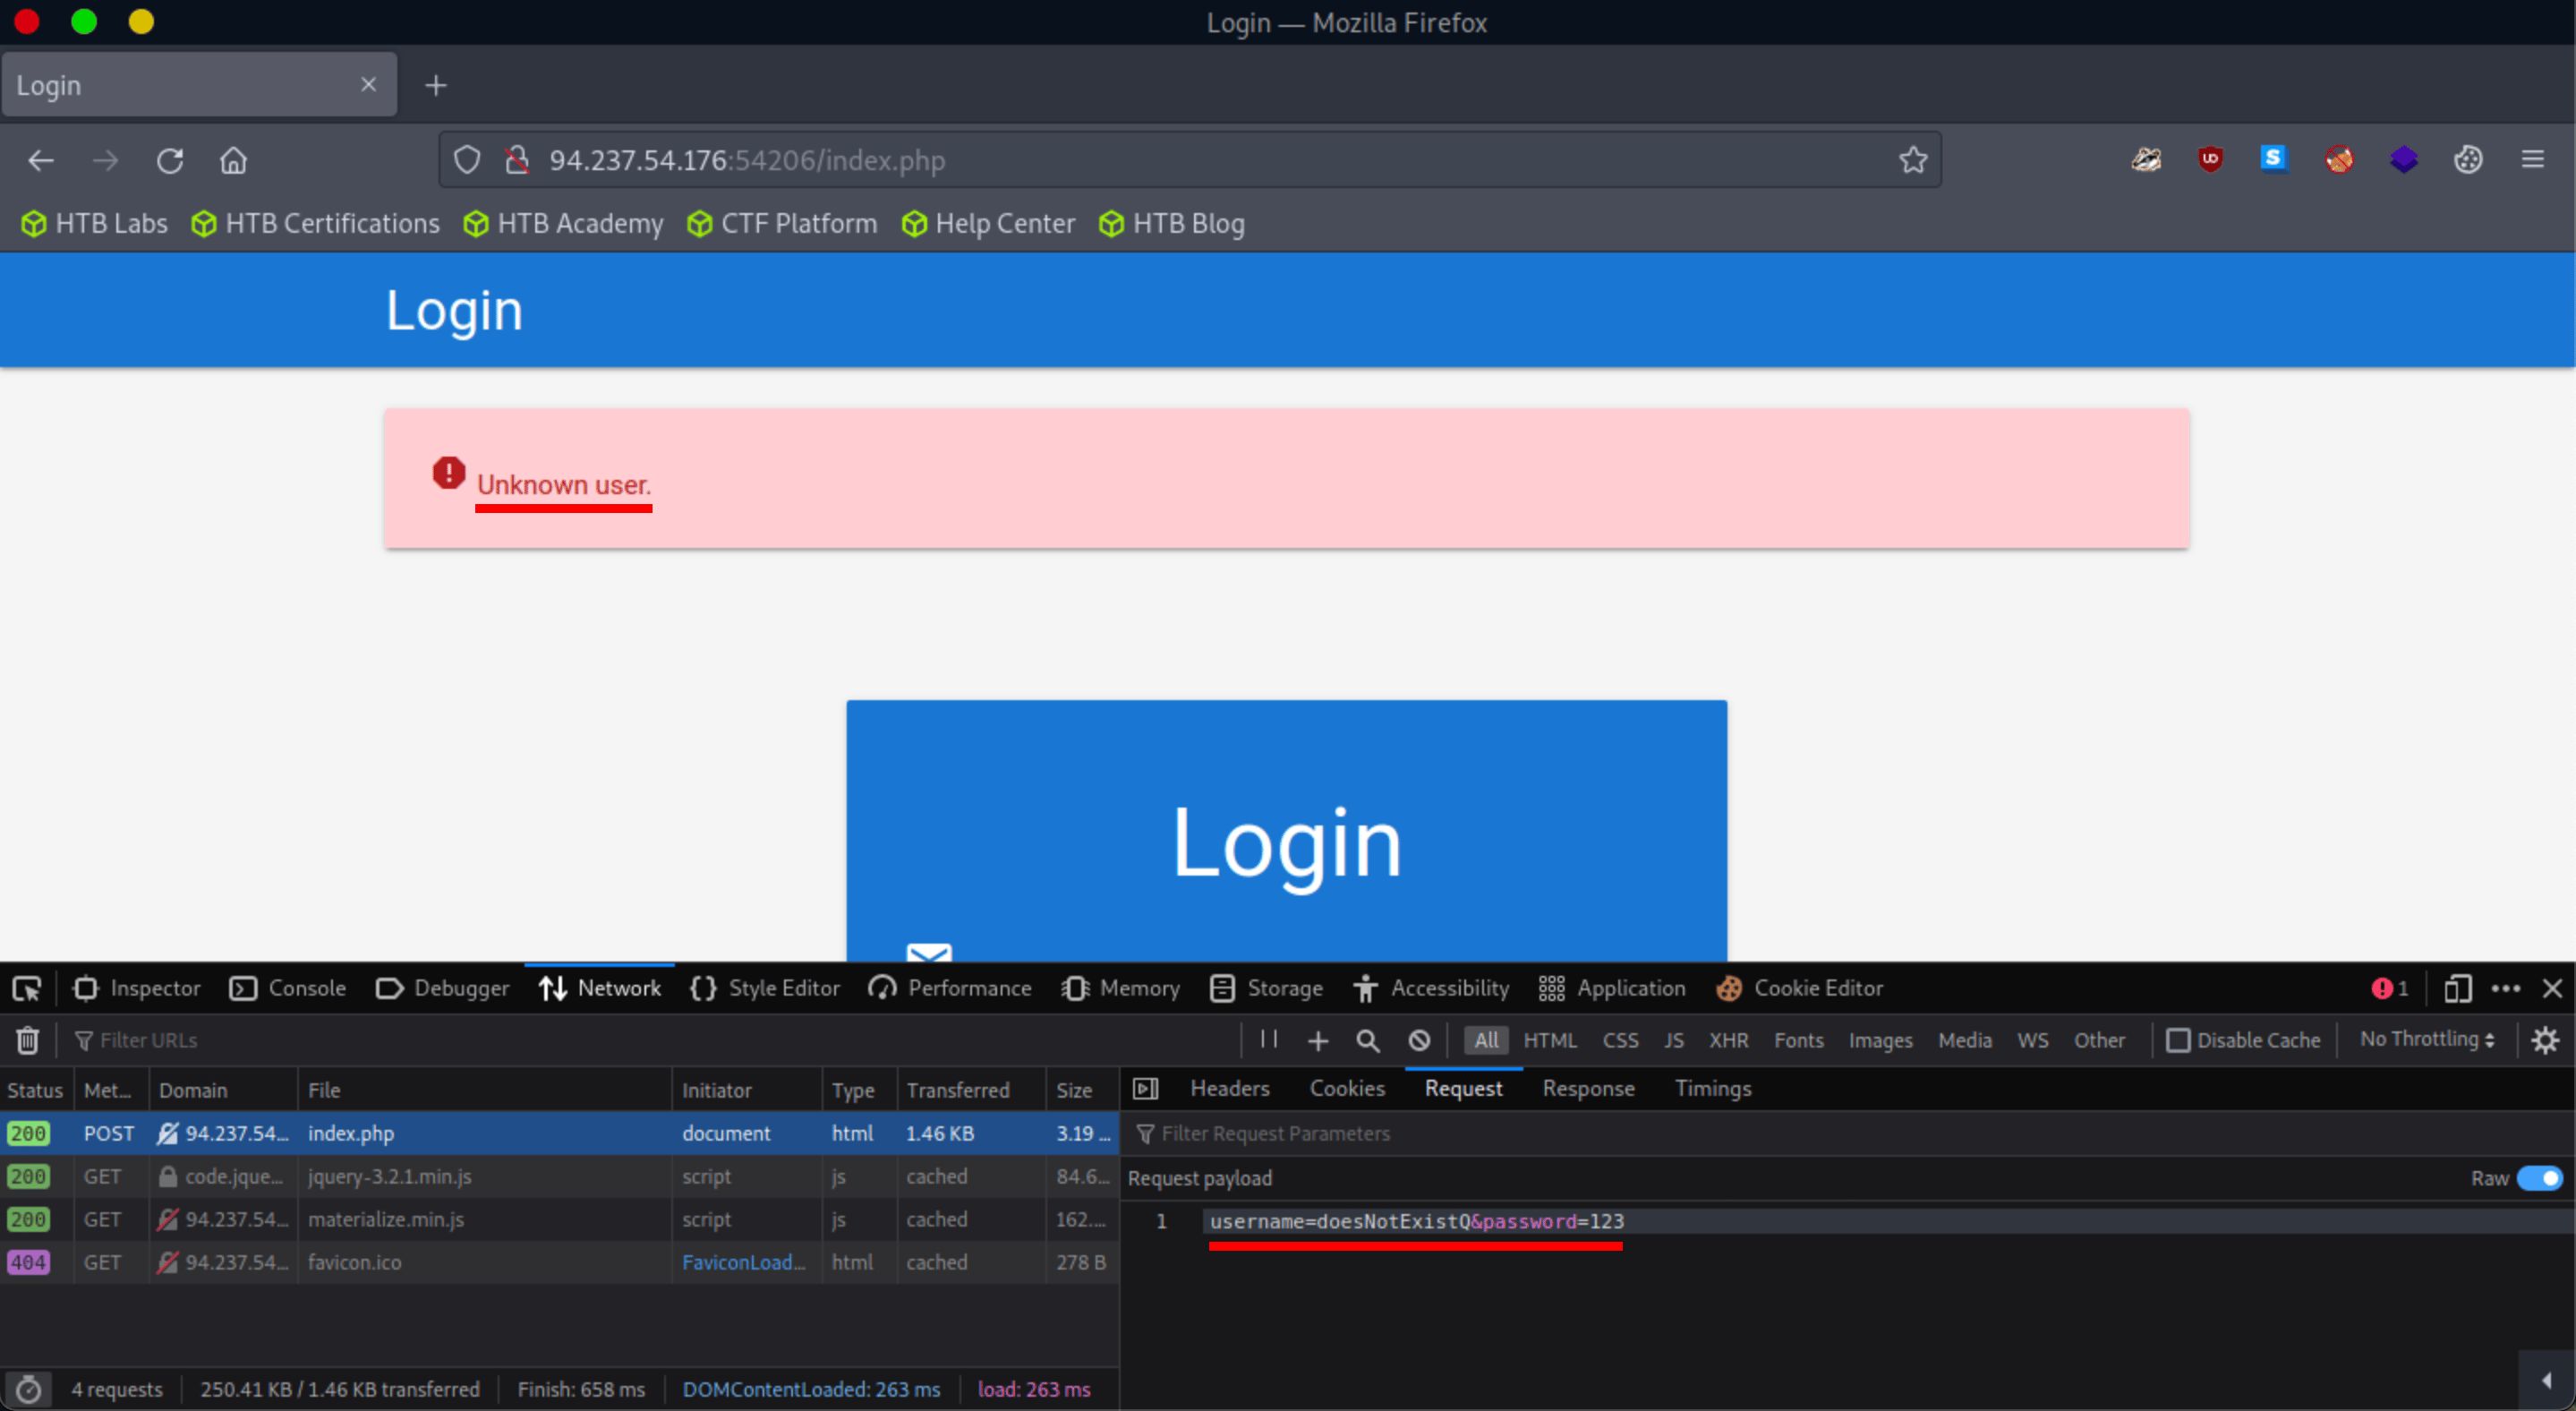 Login — Mozilla Firefox
Login
94.237.54.176:54206/index.php
HTB Labs HTB Certifications HTB Academy CTF Platform Help Center HTB Blog
Login
Unknown user.
Login
Inspector Console Debugger Network Style Editor Performance Memory Storage Accessibility Application Cookie Editor 1
Filter URLs All HTML CSS JS XHR Fonts Images Media WS Other Disable Cache No Throttling
Status Met... Domain File Initiator Type Transferred Size
Headers Cookies Request Response Timings
200 POST 94.237.54... index.php document html 1.46 KB 3.19 ...
Filter Request Parameters
200 GET code.jque... jquery-3.2.1.min.js script js cached 84.6...
Request payload Raw
200 GET 94.237.54... materialize.min.js script js cached 162....
1 username=doesNotExistQ&password=123
404 GET 94.237.54... favicon.ico FaviconLoad... html cached 278 B
4 requests 250.41 KB / 1.46 KB transferred Finish: 658 ms DOMContentLoaded: 263 ms load: 263 ms